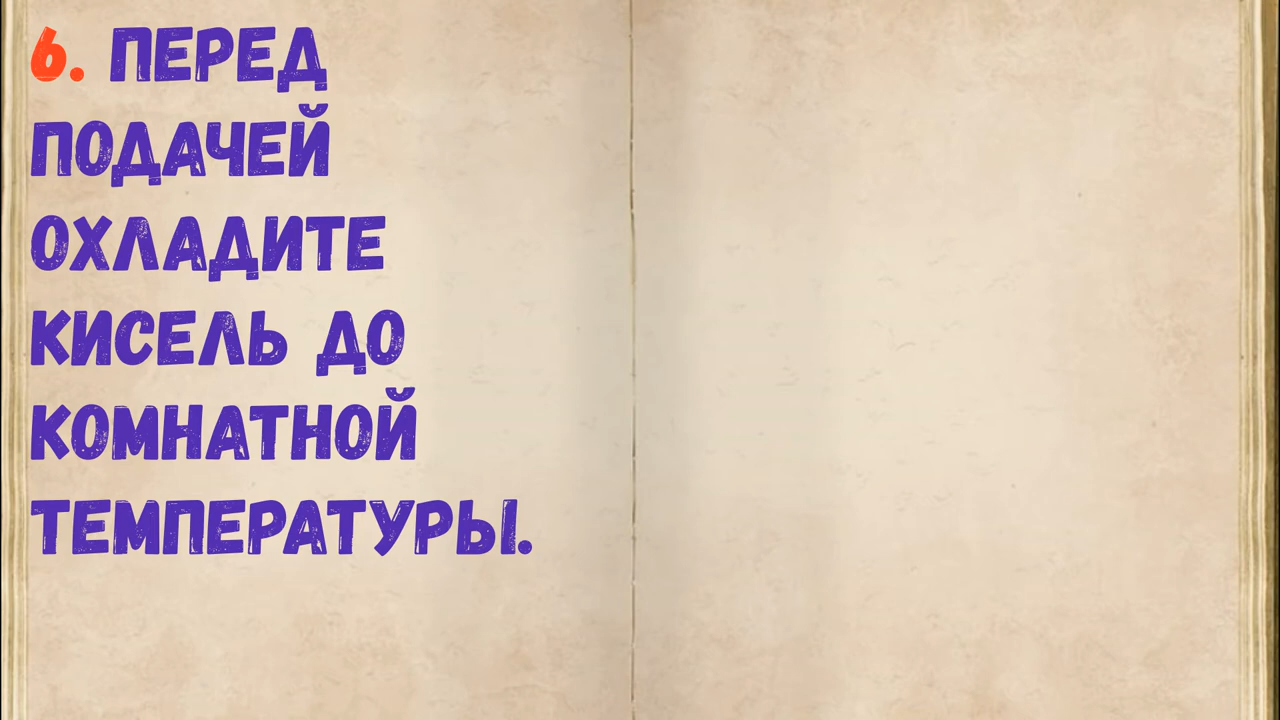 6. ПЕРЕД
ПОДАЧЕЙ
ОХЛАДИТЕ
КИСЕЛЬ ДО
КОМНАТНОЙ
ТЕМПЕРАТУРЫ.